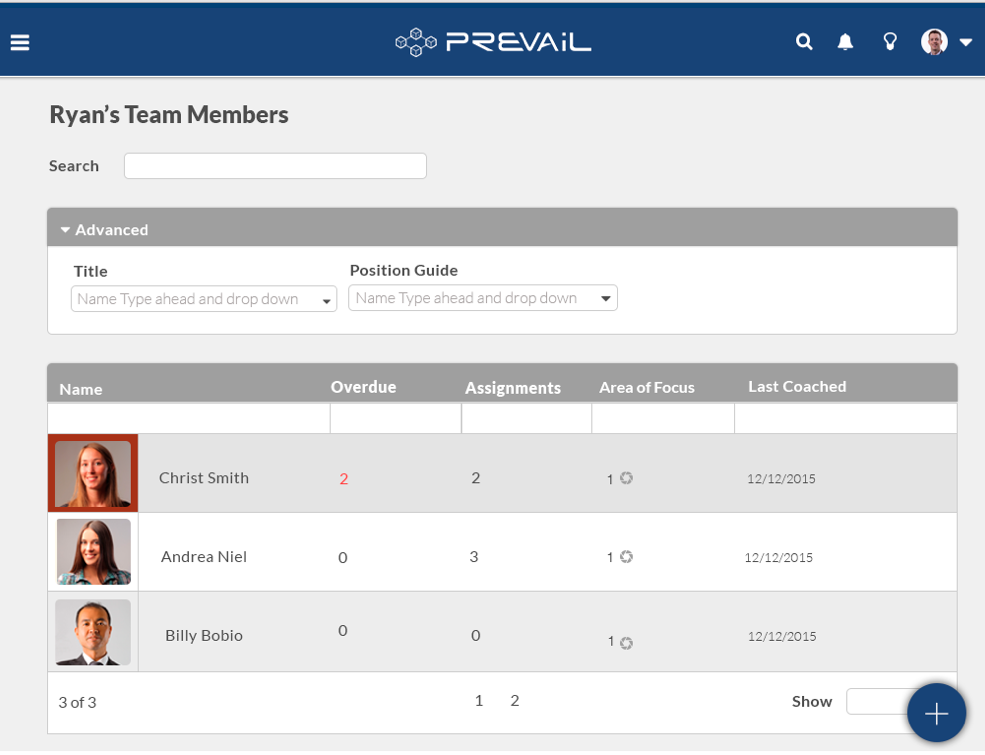 PREVAIL
Ryan's Team Members
Search
Advanced
Title Position Guide
Name Type ahead and drop down Name Type ahead and drop down
Name Overdue Assignments Area of Focus Last Coached
Christ Smith 2 2 1 12/12/2015
Andrea Niel 0 3 1 12/12/2015
Billy Bobio 0 0 1 12/12/2015
3 of 3 1 2 Show